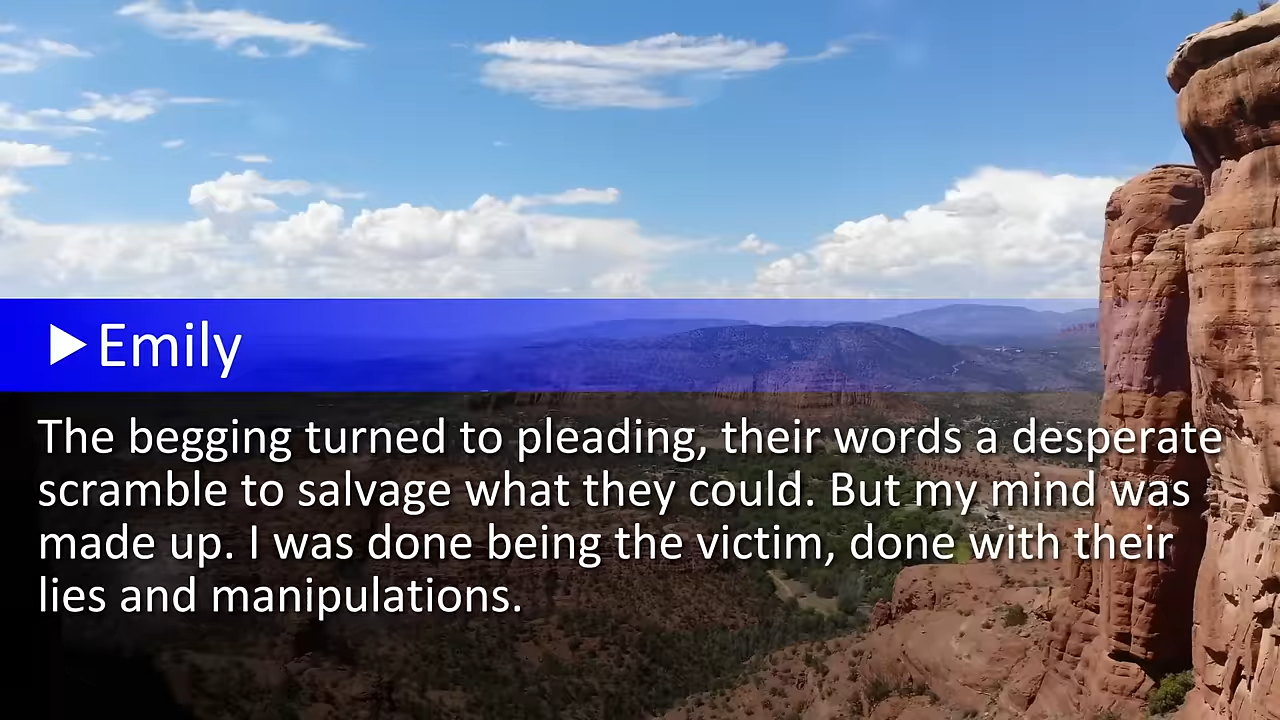 Emily
The begging turned to pleading, their words a desperate
scramble to salvage what they could. But my mind was
made up. I was done being the victim, done with their
lies and manipulations.